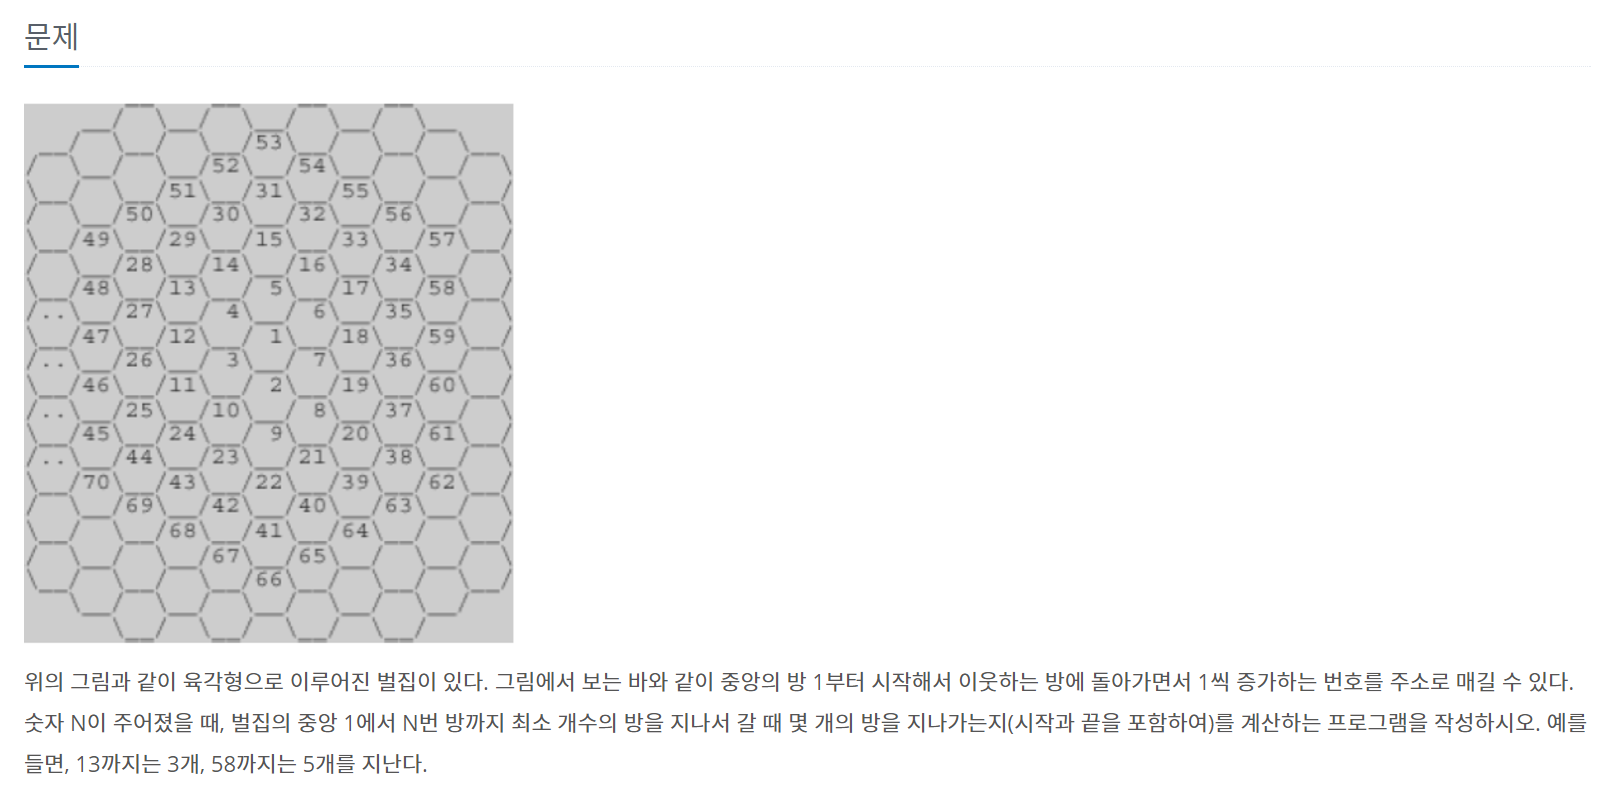 문제
53
52 54
51 31 55
50 30 32 56
49 29 15 33 57
28 14 16 34
48 13 5 17 58
.. 27 4 6 35
47 12 1 18 59
.. 26 3 7 36
46 11 2 19 60
.. 25 10 8 37
45 24 9 20 61
.. 44 23 21 38
70 43 22 39 62
69 42 40 63
68 41 64
67 65
66
위의 그림과 같이 육각형으로 이루어진 벌집이 있다. 그림에서 보는 바와 같이 중앙의 방 1부터 시작해서 이웃하는 방에 돌아가면서 1씩 증가하는 번호를 주소로 매길 수 있다.
숫자 N이 주어졌을 때, 벌집의 중앙 1에서 N번 방까지 최소 개수의 방을 지나서 갈 때 몇 개의 방을 지나가는지(시작과 끝을 포함하여)를 계산하는 프로그램을 작성하시오. 예를
들면, 13까지는 3개, 58까지는 5개를 지난다.